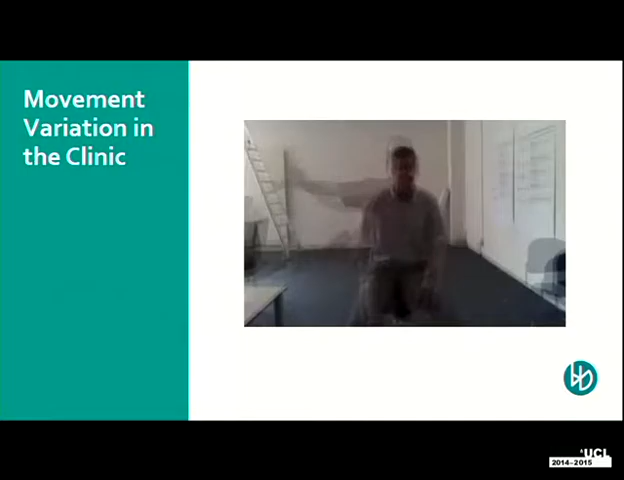 Movement
Variation in
the Clinic
UCL
2014-2015